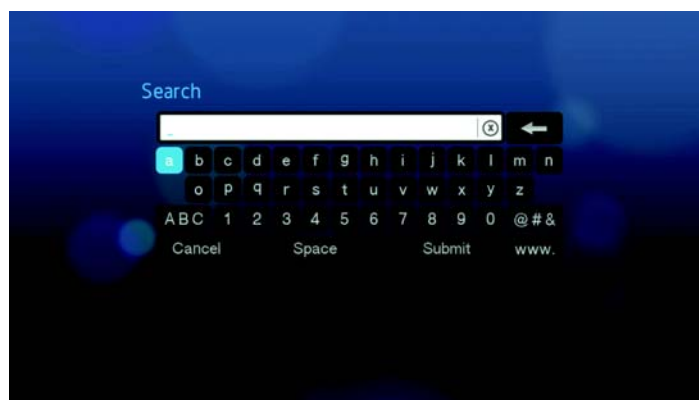 Search
_
a b c d e f g h i j k l m n
o p q r s t u v w x y z
ABC 1 2 3 4 5 6 7 8 9 0 @#&
Cancel Space Submit www.